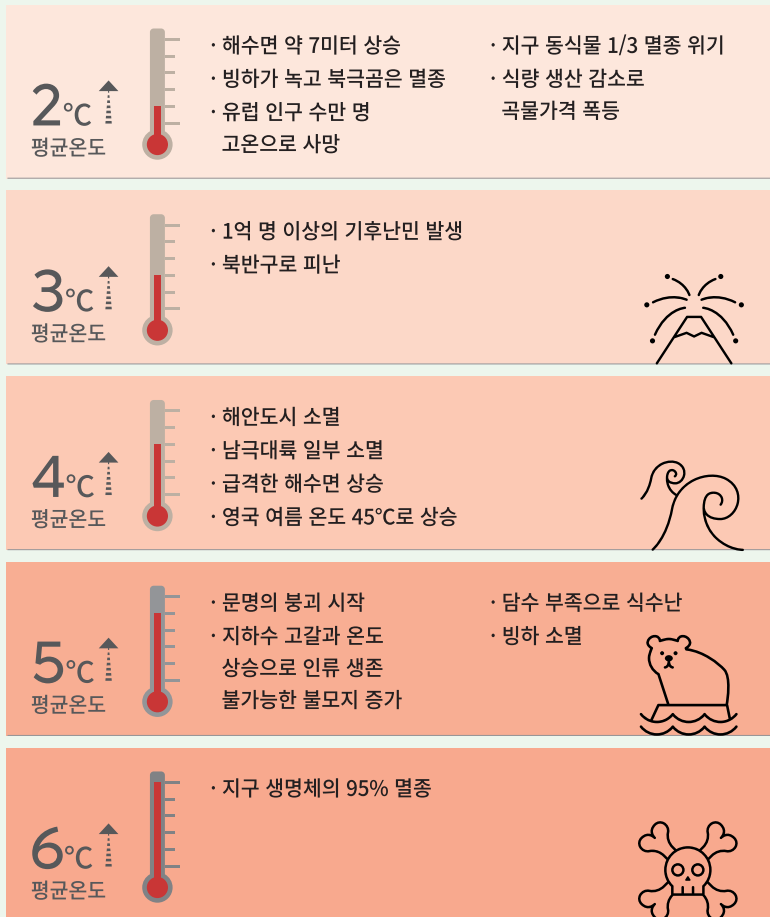 2℃
평균온도
· 해수면 약 7미터 상승
· 빙하가 녹고 북극곰은 멸종
· 유럽 인구 수만 명
고온으로 사망
· 지구 동식물 1/3 멸종 위기
· 식량 생산 감소로
곡물가격 폭등
3℃
평균온도
· 1억 명 이상의 기후난민 발생
· 북반구로 피난
4℃
평균온도
· 해안도시 소멸
· 남극대륙 일부 소멸
· 급격한 해수면 상승
· 영국 여름 온도 45℃로 상승
5℃
평균온도
· 문명의 붕괴 시작
· 지하수 고갈과 온도
상승으로 인류 생존
불가능한 불모지 증가
· 담수 부족으로 식수난
· 빙하 소멸
6℃
평균온도
· 지구 생명체의 95% 멸종